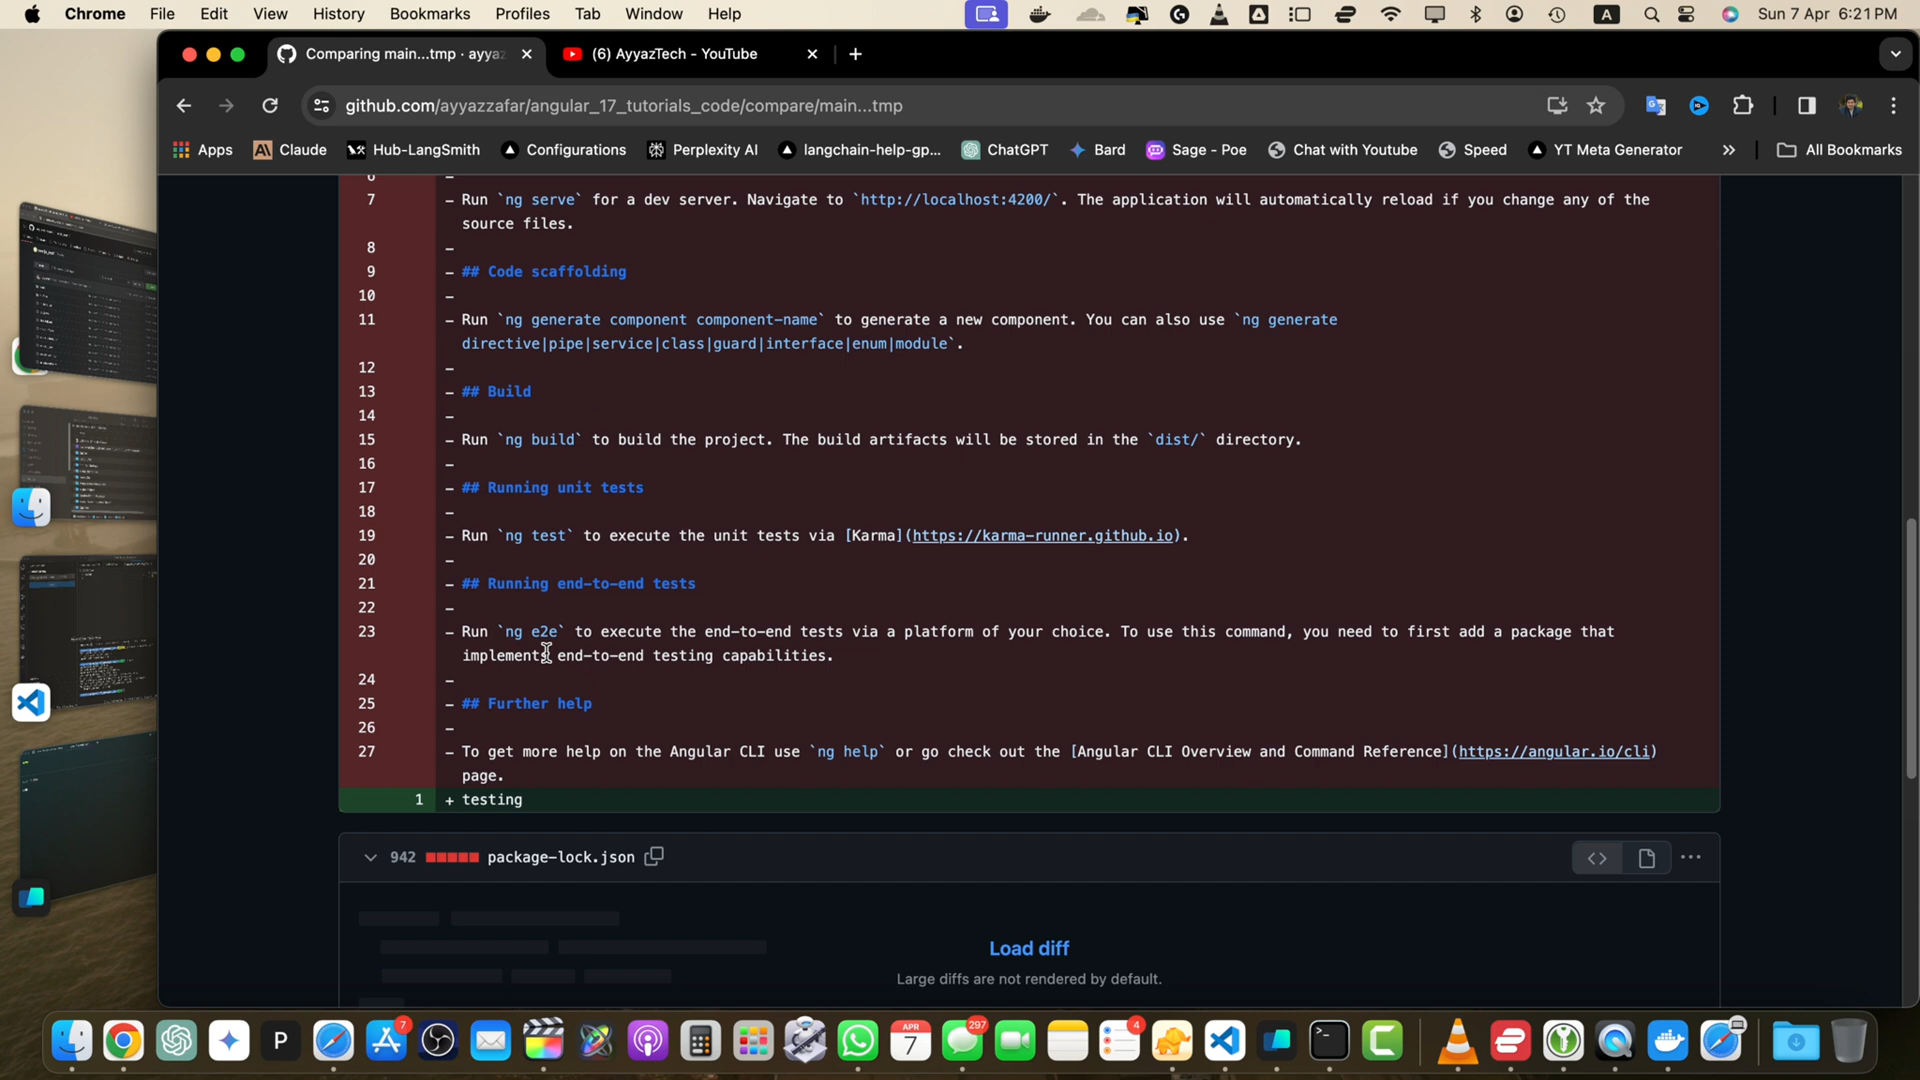 Chrome File Edit View History Bookmarks Profiles Tab Window Help
A
Sun 7 Apr 6:21 PM
Comparing main...tmp · ayyaz
(6) AyyazTech - YouTube
github.com/ayyazzafar/angular_17_tutorials_code/compare/main...tmp
Apps Claude Hub-LangSmith Configurations Perplexity AI langchain-help-gp... ChatGPT Bard Sage - Poe Chat with Youtube Speed YT Meta Generator » All Bookmarks
6 –
7 – Run `ng serve` for a dev server. Navigate to `http://localhost:4200/`. The application will automatically reload if you change any of the
source files.
8 –
9 – ## Code scaffolding
10 –
11 – Run `ng generate component component-name` to generate a new component. You can also use `ng generate
directive|pipe|service|class|guard|interface|enum|module`.
12 –
13 – ## Build
14 –
15 – Run `ng build` to build the project. The build artifacts will be stored in the `dist/` directory.
16 –
17 – ## Running unit tests
18 –
19 – Run `ng test` to execute the unit tests via [Karma](https://karma-runner.github.io).
20 –
21 – ## Running end-to-end tests
22 –
23 – Run `ng e2e` to execute the end-to-end tests via a platform of your choice. To use this command, you need to first add a package that
implements end-to-end testing capabilities.
24 –
25 – ## Further help
26 –
27 – To get more help on the Angular CLI use `ng help` or go check out the [Angular CLI Overview and Command Reference](https://angular.io/cli)
page.
1 + testing
942 package-lock.json
Load diff
Large diffs are not rendered by default.
P
7
APR
7
297
4